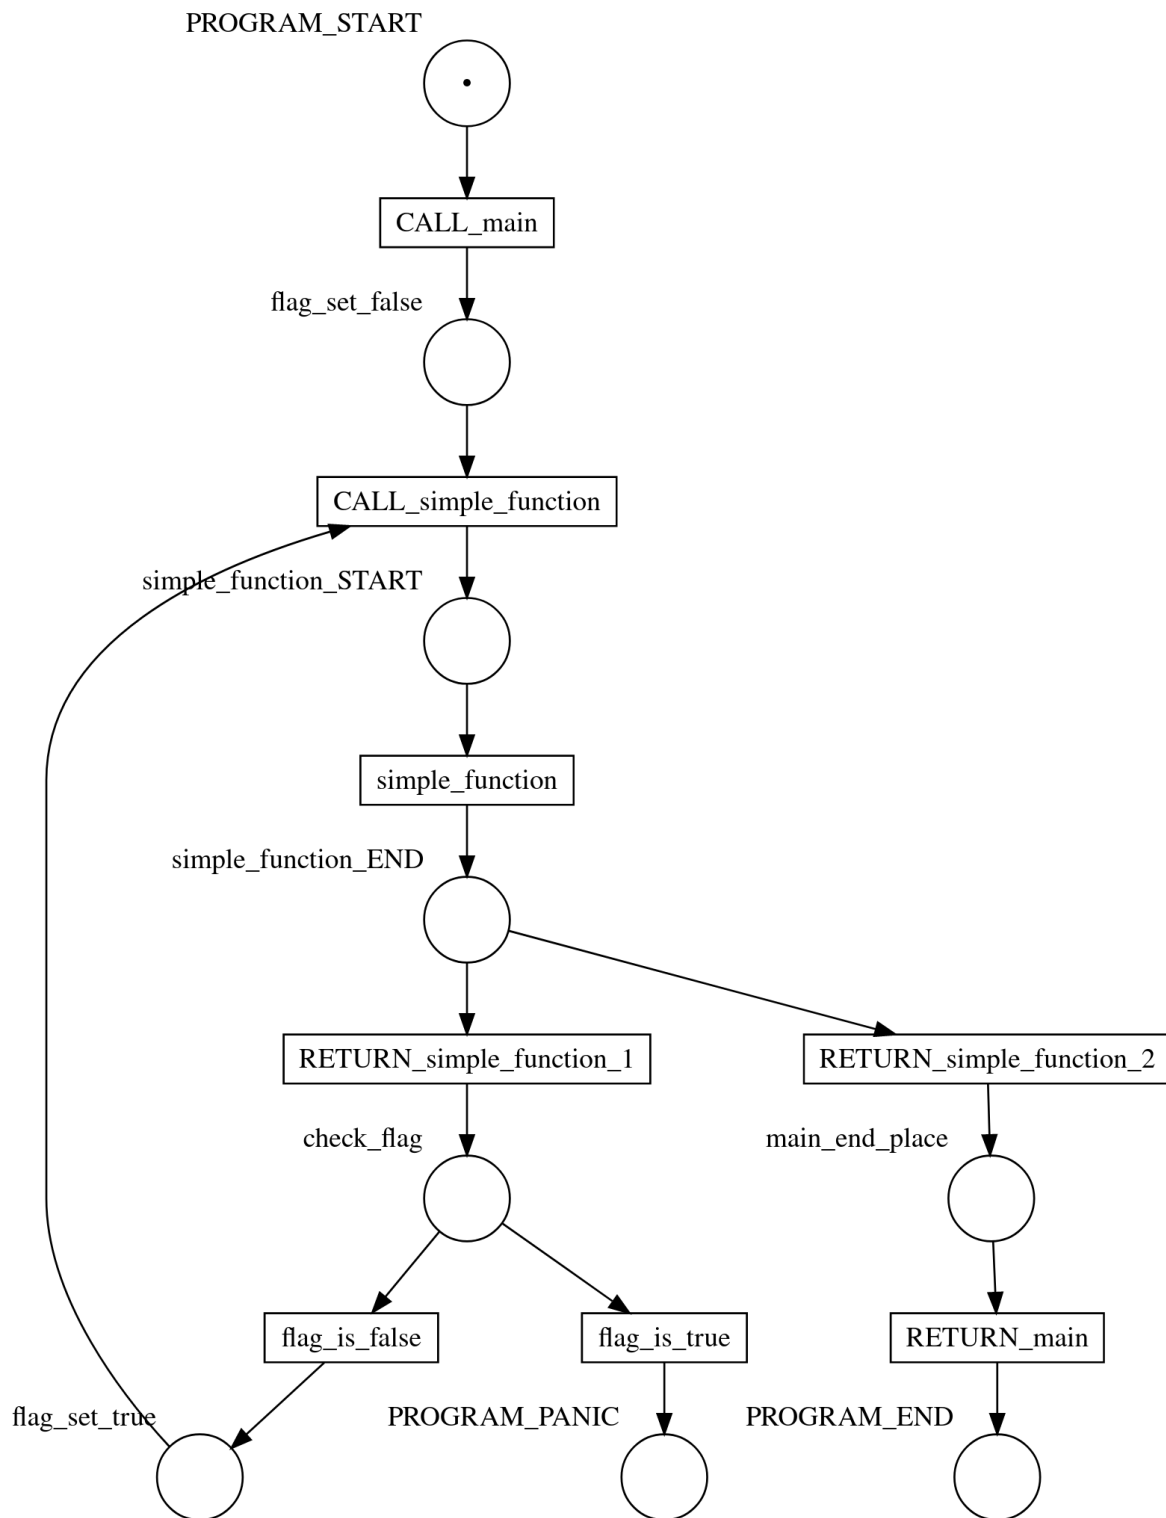 PROGRAM_START
CALL_main
flag_set_false
CALL_simple_function
simple_function_START
simple_function
simple_function_END
RETURN_simple_function_1
RETURN_simple_function_2
check_flag
main_end_place
flag_is_false
flag_is_true
RETURN_main
flag_set_true
PROGRAM_PANIC
PROGRAM_END